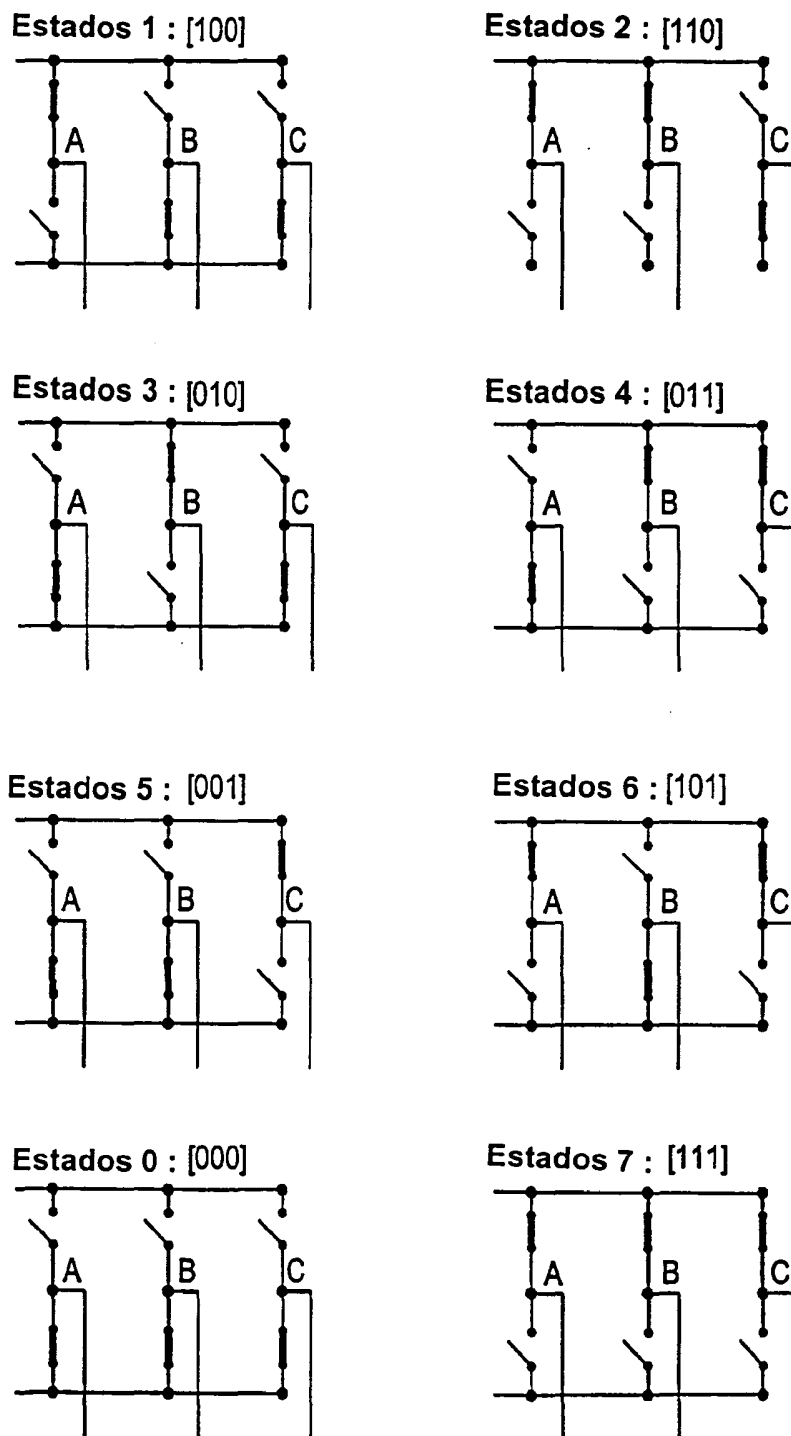 Estados 1 : [100]
Estados 2 : [110]
A B C
A B C
Estados 3 : [010]
Estados 4 : [011]
A B C
A B C
Estados 5 : [001]
Estados 6 : [101]
A B C
A B C
Estados 0 : [000]
Estados 7 : [111]
A B C
A B C